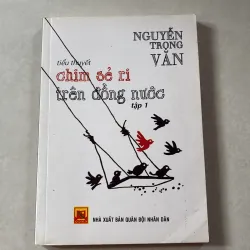 NGUYỄN
TRỌNG
VĂN
tiểu thuyết
chim sẻ ri
trên đồng nước
tập 1
NHÀ XUẤT BẢN QUÂN ĐỘI NHÂN DÂN